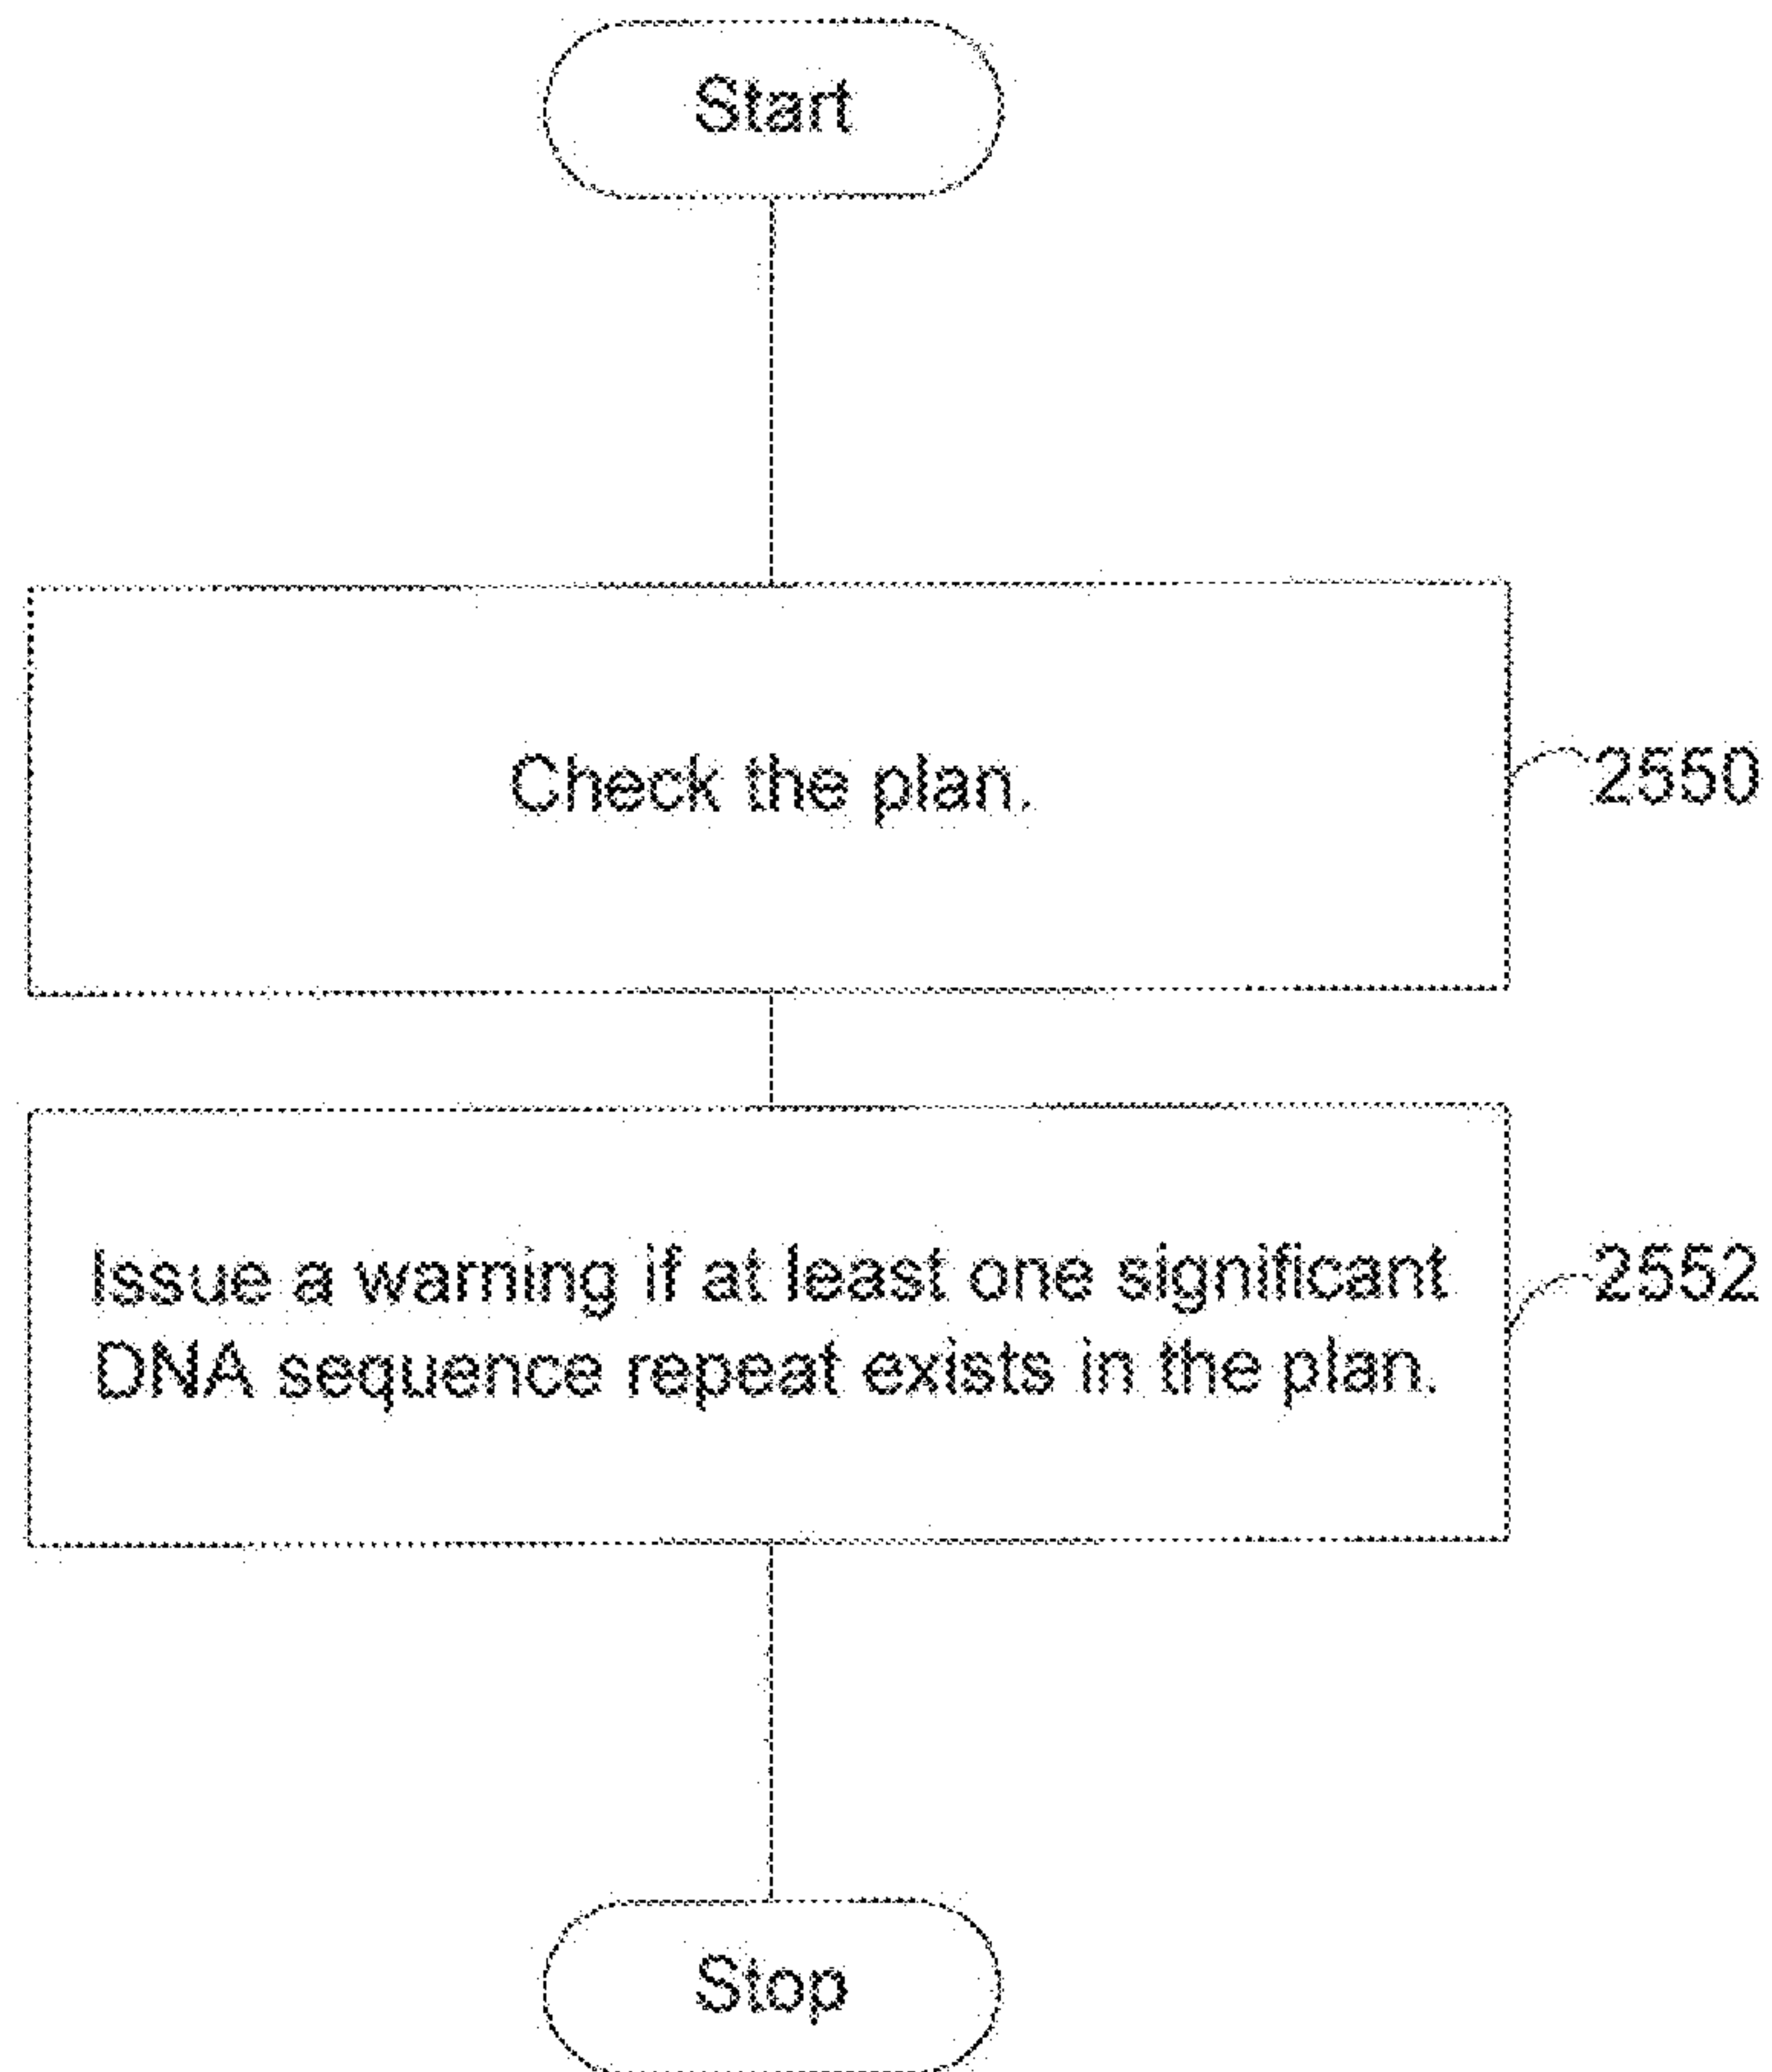 Start
Check the plan.
2550
Issue a warning if at least one significant
2552
DNA sequence repeat exists in the plan.
Stop